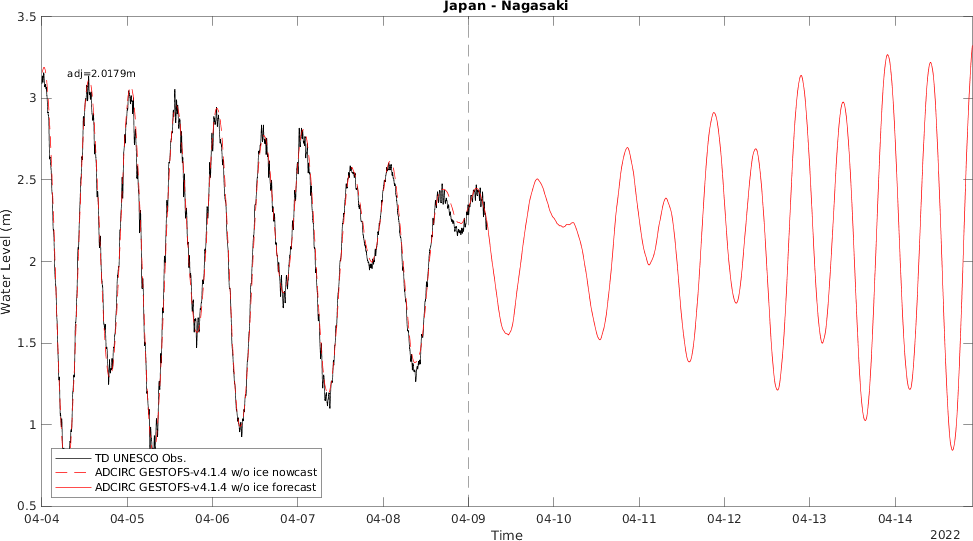 Japan - Nagasaki
3.5
adj=2.0179m
3
2.5
Water Level (m)
2
1.5
1
TD UNESCO Obs.
ADCIRC GESTOFS-v4.1.4 w/o ice nowcast
ADCIRC GESTOFS-v4.1.4 w/o ice forecast
0.5
04-04 04-05 04-06 04-07 04-08 04-09 04-10 04-11 04-12 04-13 04-14
Time
2022